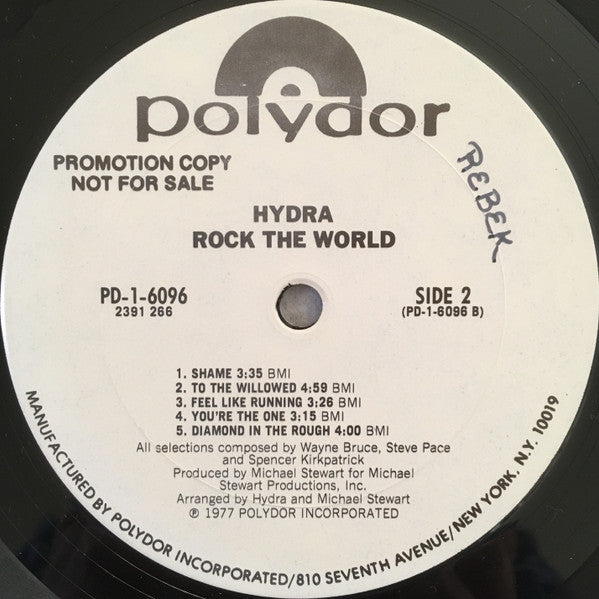 polydor
PROMOTION COPY
NOT FOR SALE
REBEK
HYDRA
ROCK THE WORLD
PD-1-6096
2391 266
SIDE 2
(PD-1-6096 B)
1. SHAME 3:35 BMI
2. TO THE WILLOWED 4:59 BMI
3. FEEL LIKE RUNNING 3:26 BMI
4. YOU'RE THE ONE 3:15 BMI
5. DIAMOND IN THE ROUGH 4:00 BMI
All selections composed by Wayne Bruce, Steve Pace
and Spencer Kirkpatrick
Produced by Michael Stewart for Michael
Stewart Productions, Inc.
Arranged by Hydra and Michael Stewart
℗ 1977 POLYDOR INCORPORATED
MANUFACTURED BY POLYDOR INCORPORATED/810 SEVENTH AVENUE/NEW YORK, N.Y. 10019